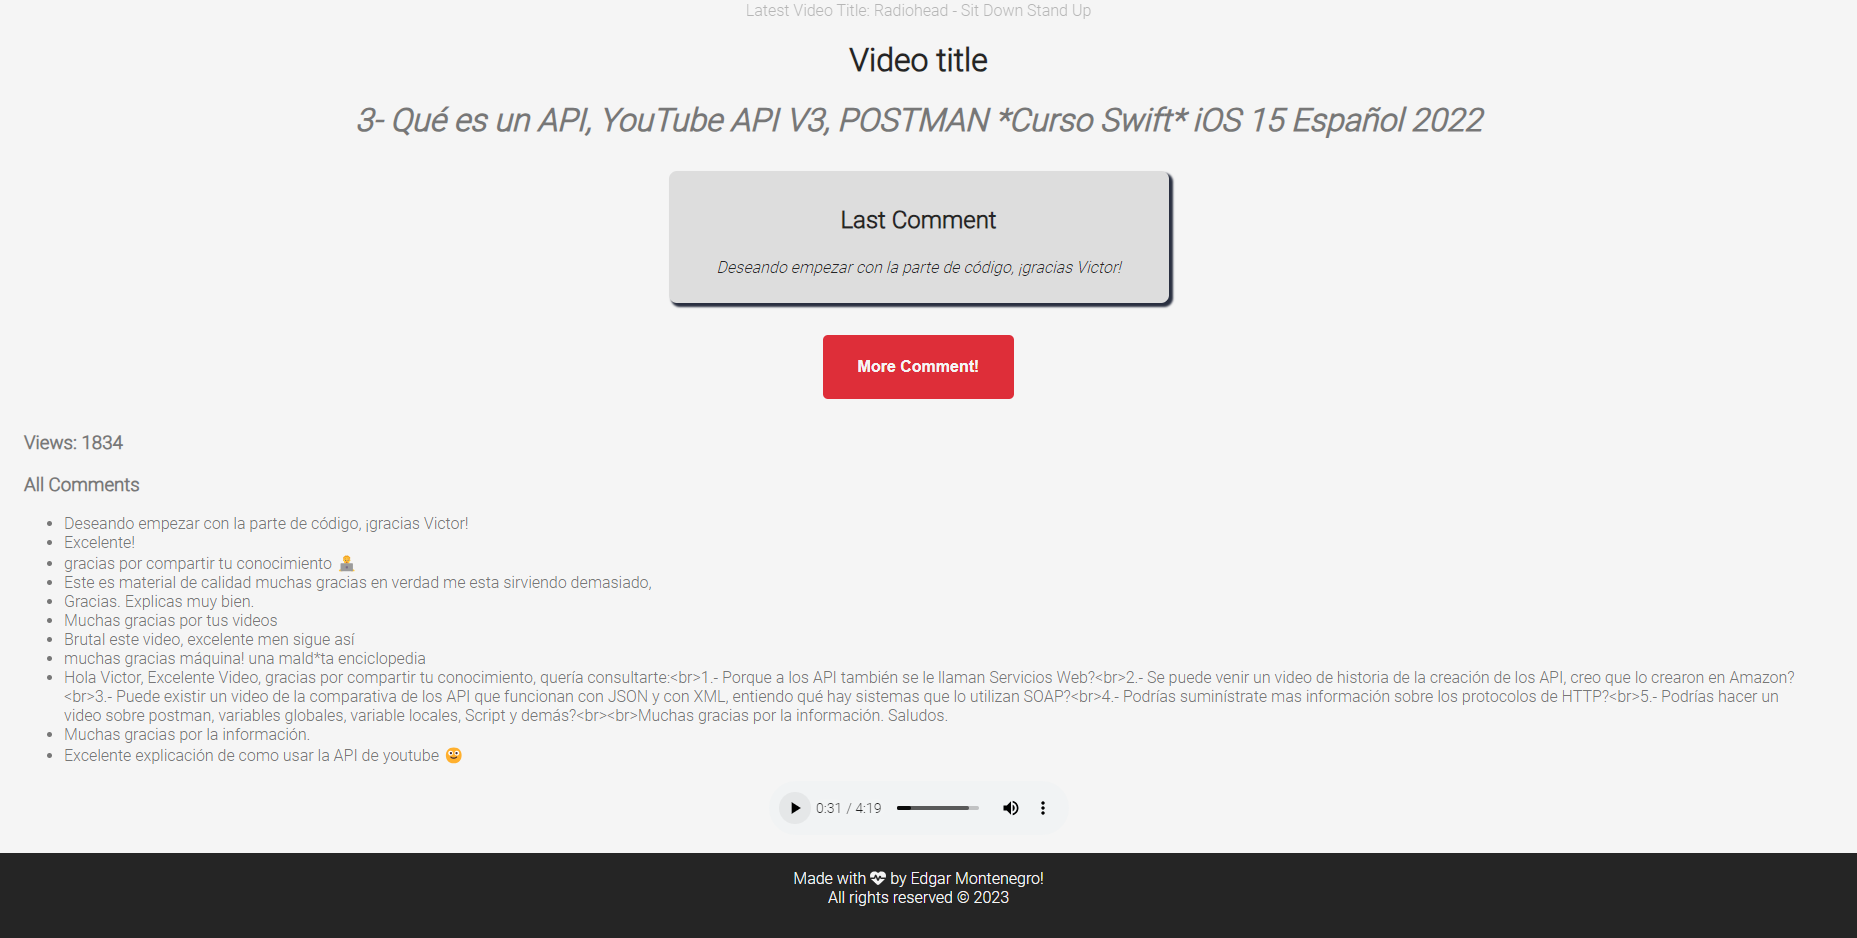 Latest Video Title: Radiohead - Sit Down Stand Up
Video title
3- Qué es un API, YouTube API V3, POSTMAN *Curso Swift* iOS 15 Español 2022
Last Comment
Deseando empezar con la parte de código, ¡gracias Victor!
More Comment!
Views: 1834
All Comments
Deseando empezar con la parte de código, ¡gracias Victor!
Excelente!
gracias por compartir tu conocimiento 🧑‍💻
Este es material de calidad muchas gracias en verdad me esta sirviendo demasiado,
Gracias. Explicas muy bien.
Muchas gracias por tus videos
Brutal este video, excelente men sigue así
muchas gracias máquina! una mald*ta enciclopedia
Hola Victor, Excelente Video, gracias por compartir tu conocimiento, quería consultarte:<br>1.- Porque a los API también se le llaman Servicios Web?<br>2.- Se puede venir un video de historia de la creación de los API, creo que lo crearon en Amazon?
<br>3.- Puede existir un video de la comparativa de los API que funcionan con JSON y con XML, entiendo qué hay sistemas que lo utilizan SOAP?<br>4.- Podrías suminístrate mas información sobre los protocolos de HTTP?<br>5.- Podrías hacer un
video sobre postman, variables globales, variable locales, Script y demás?<br><br>Muchas gracias por la información. Saludos.
Muchas gracias por la información.
Excelente explicación de como usar la API de youtube 🙂
0:31 / 4:19
Made with by Edgar Montenegro!
All rights reserved © 2023